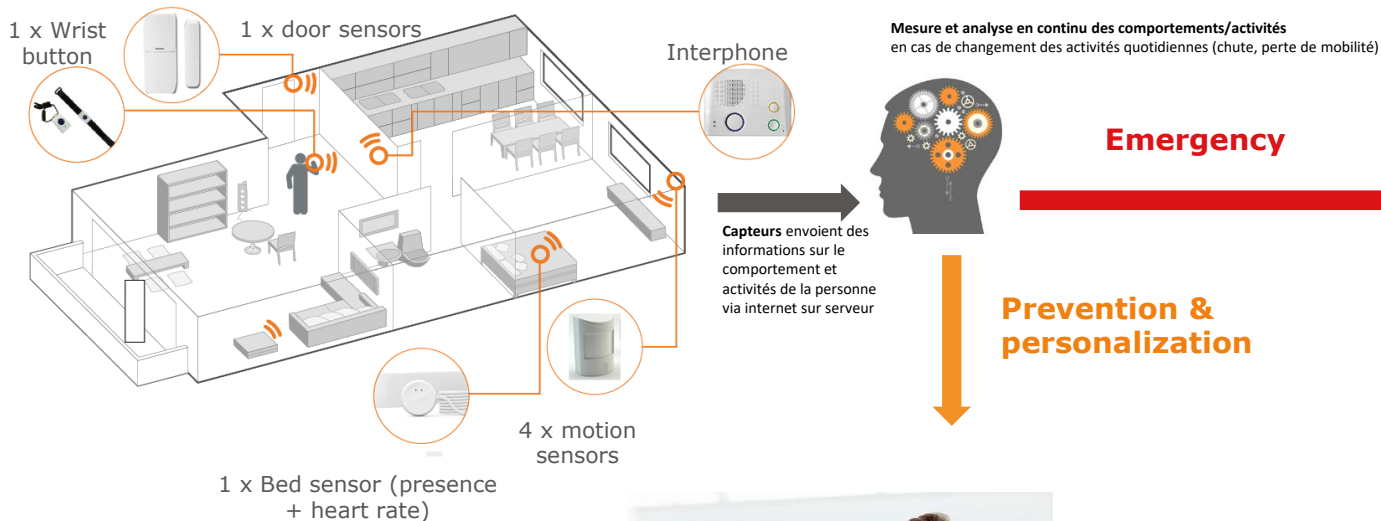 1 x Wrist
button
1 x door sensors
Interphone
Mesure et analyse en continu des comportements/activités
en cas de changement des activités quotidiennes (chute, perte de mobilité)
Emergency
Capteurs envoient des
informations sur le
comportement et
activités de la personne
via internet sur serveur
Prevention &
personalization
4 x motion
sensors
1 x Bed sensor (presence
+ heart rate)